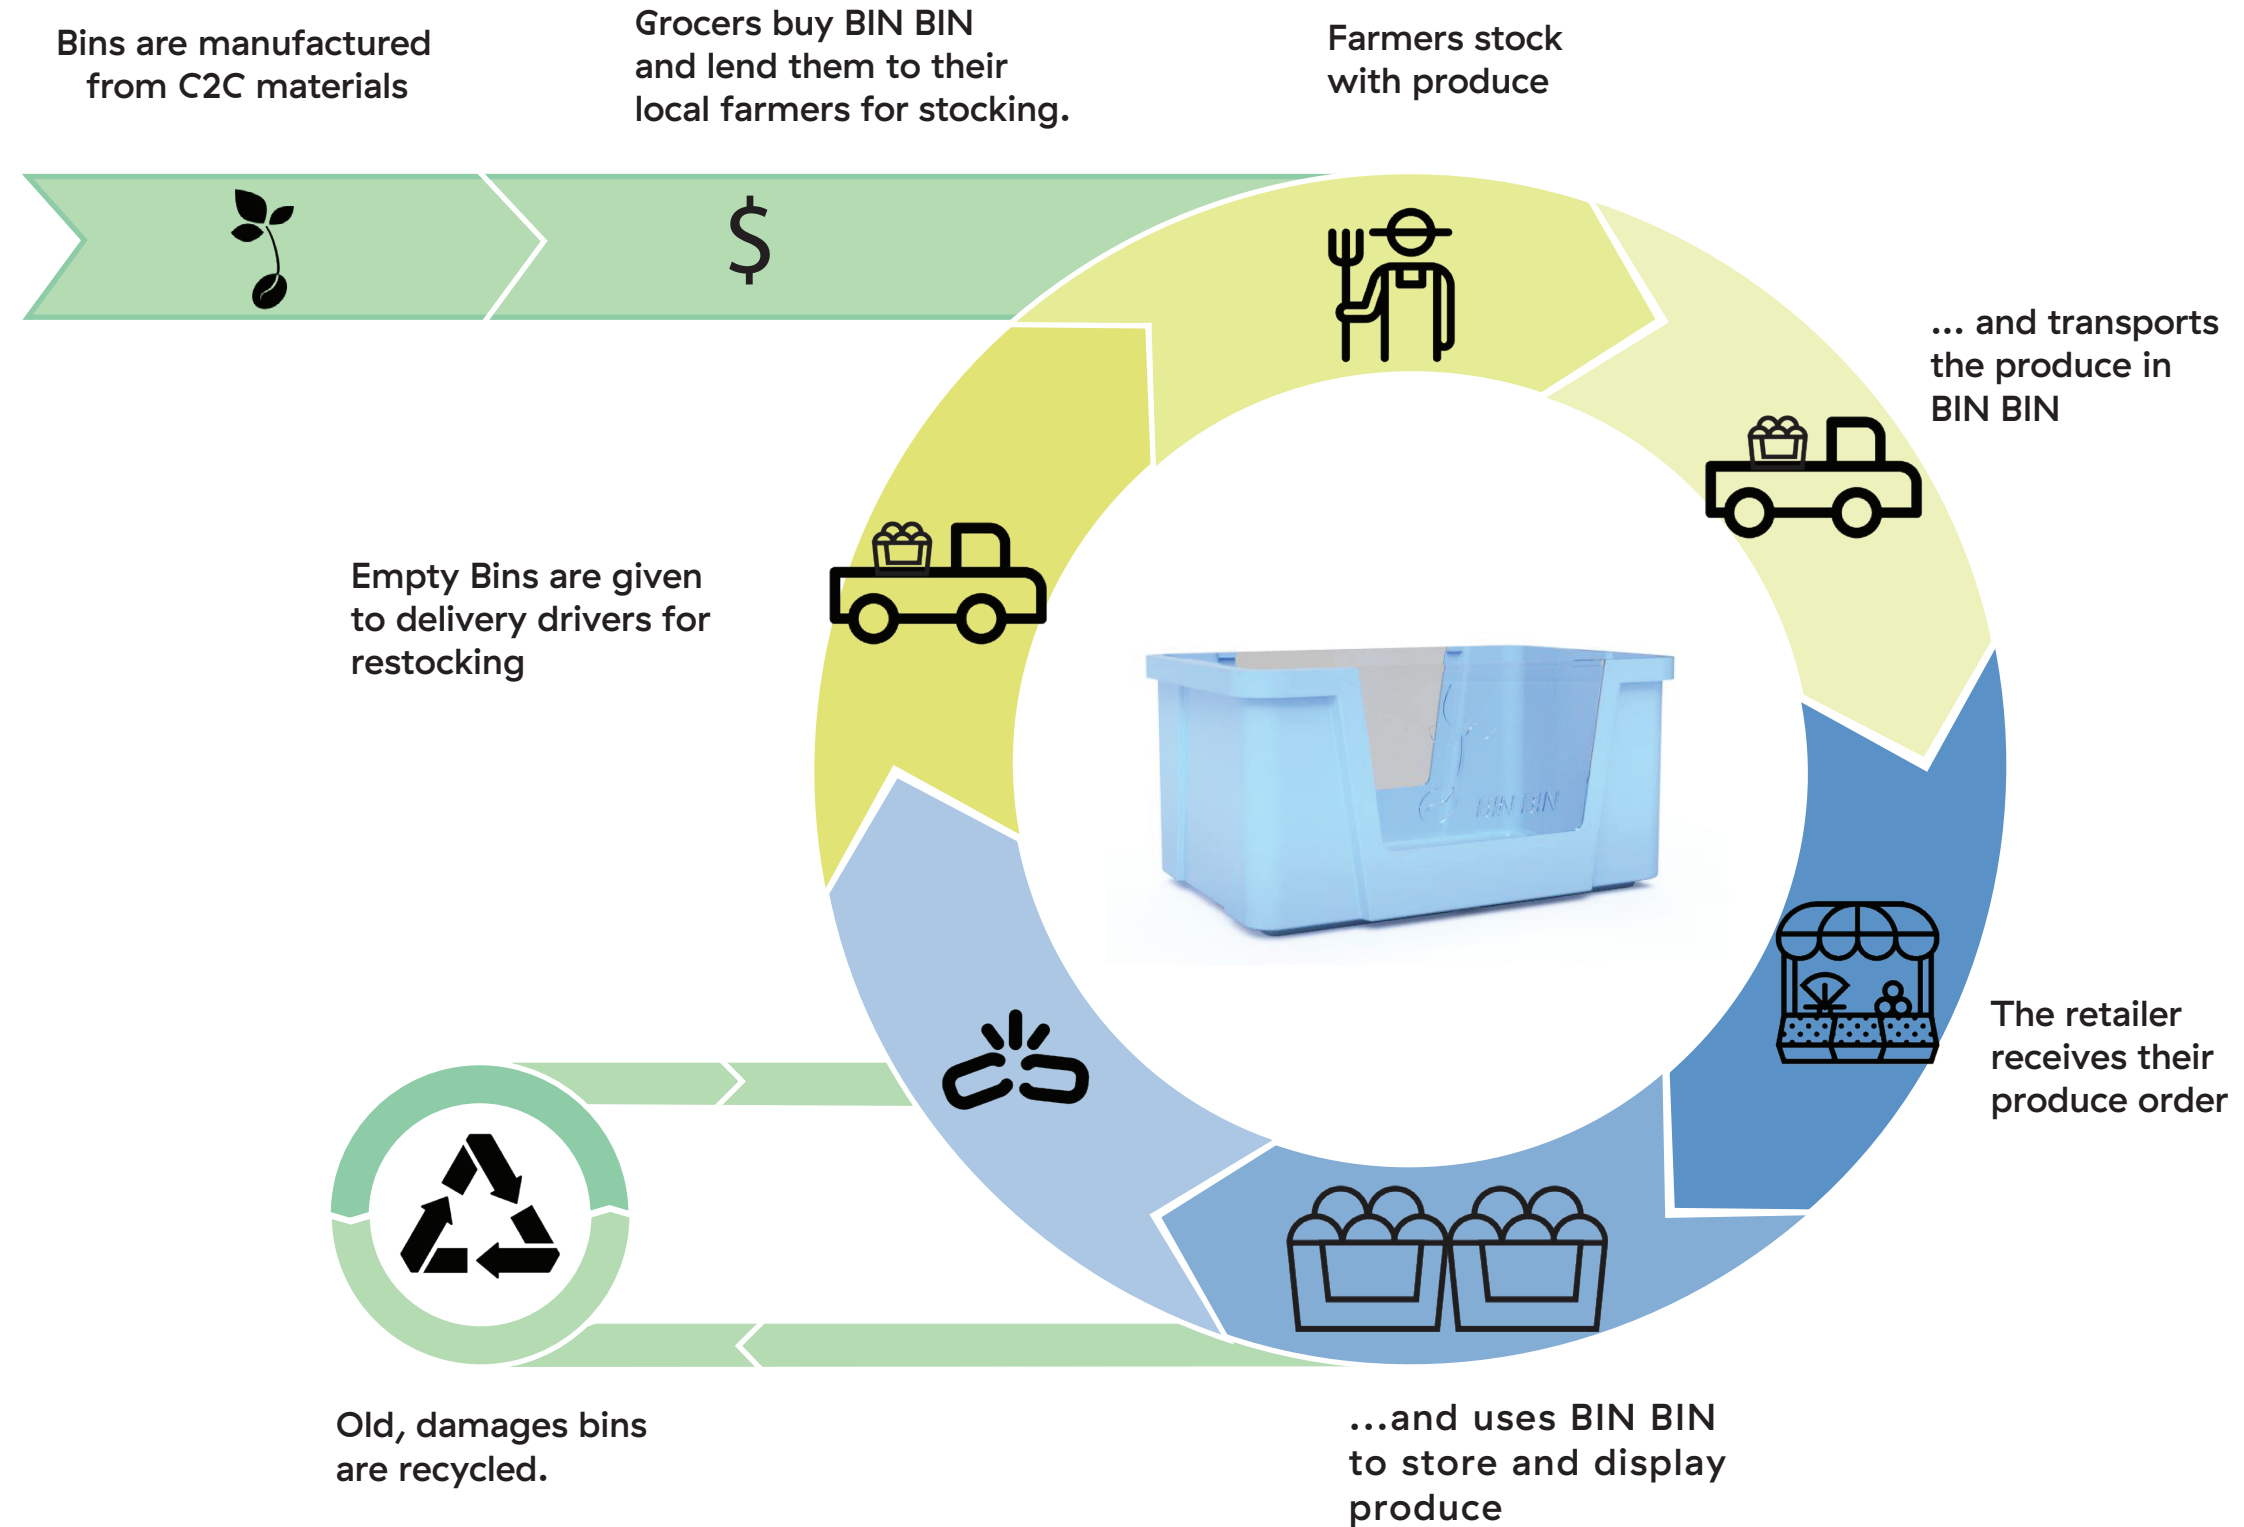 Bins are manufactured
from C2C materials
Grocers buy BIN BIN
and lend them to their
local farmers for stocking.
$
Farmers stock
with produce
... and transports
the produce in
BIN BIN
Empty Bins are given
to delivery drivers for
restocking
BIN BIN
The retailer
receives their
produce order
Old, damages bins
are recycled.
...and uses BIN BIN
to store and display
produce